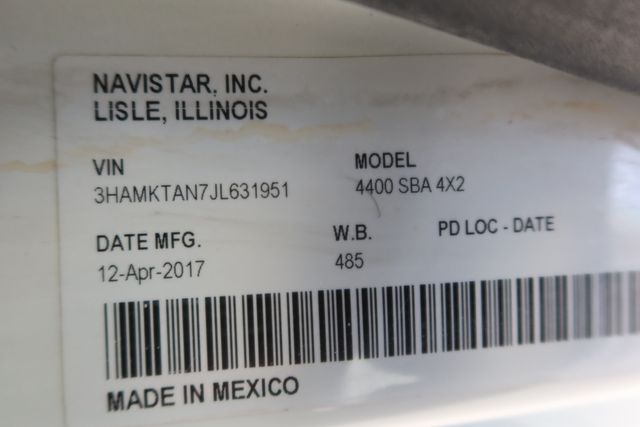 NAVISTAR, INC.
LISLE, ILLINOIS
VIN
3HAMKTAN7JL631951
MODEL
4400 SBA 4X2
DATE MFG.
12-Apr-2017
W.B.
485
PD LOC - DATE
MADE IN MEXICO